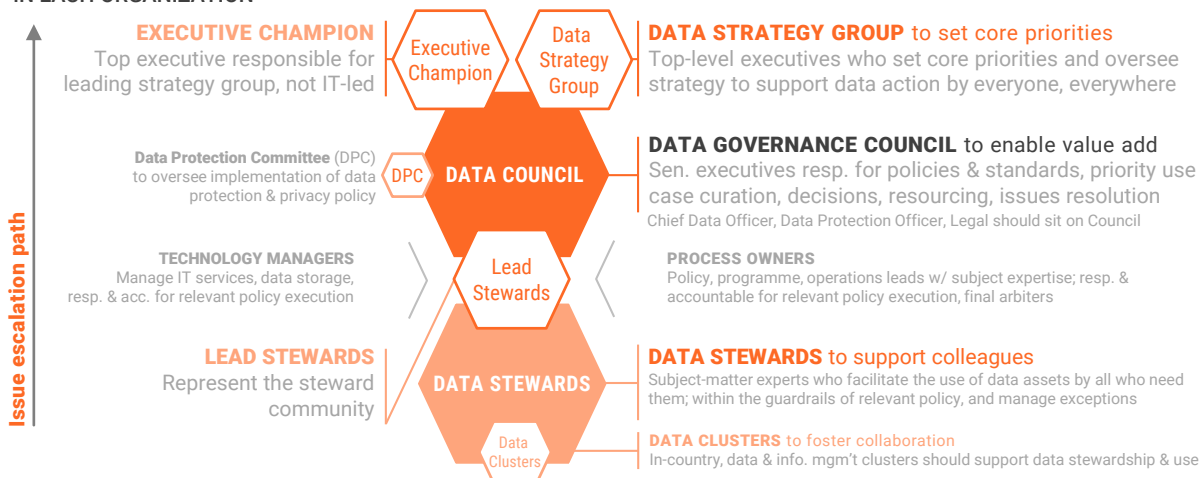 IN EACH ORGANIZATION
Issue escalation path
EXECUTIVE CHAMPION
Top executive responsible for
leading strategy group, not IT-led
Executive
Champion
Data
Strategy
Group
DATA STRATEGY GROUP to set core priorities
Top-level executives who set core priorities and oversee
strategy to support data action by everyone, everywhere
Data Protection Committee (DPC)
to oversee implementation of data
protection & privacy policy
DPC
DATA COUNCIL
DATA GOVERNANCE COUNCIL to enable value add
Sen. executives resp. for policies & standards, priority use
case curation, decisions, resourcing, issues resolution
Chief Data Officer, Data Protection Officer, Legal should sit on Council
TECHNOLOGY MANAGERS
Manage IT services, data storage,
resp. & acc. for relevant policy execution
Lead
Stewards
PROCESS OWNERS
Policy, programme, operations leads w/ subject expertise; resp. &
accountable for relevant policy execution, final arbiters
LEAD STEWARDS
Represent the steward
community
DATA STEWARDS
DATA STEWARDS to support colleagues
Subject-matter experts who facilitate the use of data assets by all who need
them; within the guardrails of relevant policy, and manage exceptions
Data
Clusters
DATA CLUSTERS to foster collaboration
In-country, data & info. mgm't clusters should support data stewardship & use